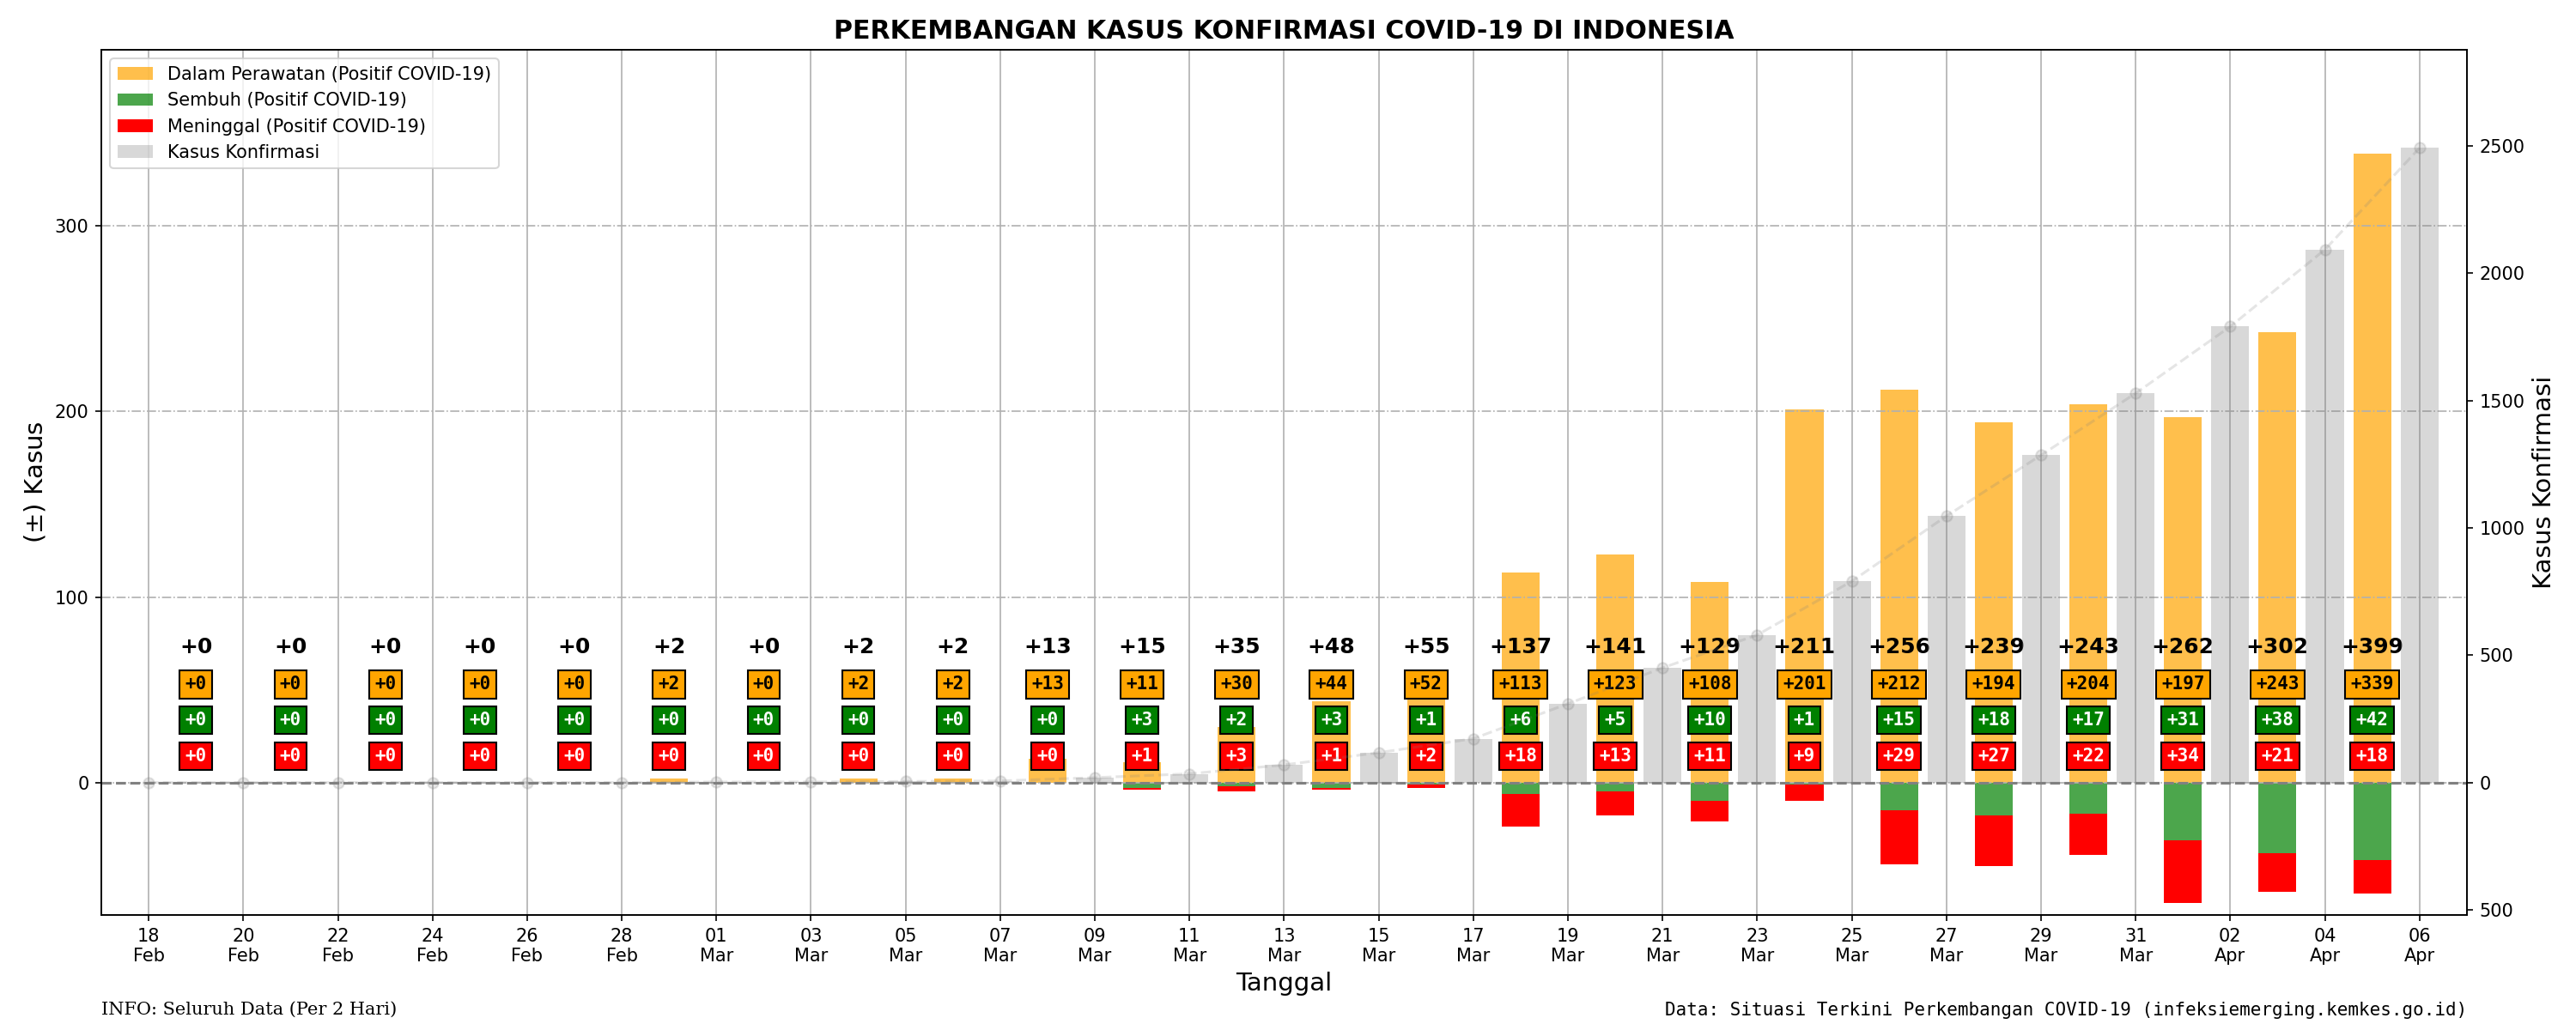 PERKEMBANGAN KASUS KONFIRMASI COVID-19 DI INDONESIA
Dalam Perawatan (Positif COVID-19)
Sembuh (Positif COVID-19)
Meninggal (Positif COVID-19)
Kasus Konfirmasi
(±) Kasus
300
200
100
0
Kasus Konfirmasi
2500
2000
1500
1000
500
0
500
+0 +0 +0 +0 +0 +2 +0 +2 +2 +13 +15 +35 +48 +55 +137 +141 +129 +211 +256 +239 +243 +262 +302 +399
+0 +0 +0 +0 +0 +2 +0 +2 +2 +13 +11 +30 +44 +52 +113 +123 +108 +201 +212 +194 +204 +197 +243 +339
+0 +0 +0 +0 +0 +0 +0 +0 +0 +0 +3 +2 +3 +1 +6 +5 +10 +1 +15 +18 +17 +31 +38 +42
+0 +0 +0 +0 +0 +0 +0 +0 +0 +0 +1 +3 +1 +2 +18 +13 +11 +9 +29 +27 +22 +34 +21 +18
18 20 22 24 26 28 01 03 05 07 09 11 13 15 17 19 21 23 25 27 29 31 02 04 06
Feb Feb Feb Feb Feb Feb Mar Mar Mar Mar Mar Mar Mar Mar Mar Mar Mar Mar Mar Mar Mar Mar Apr Apr Apr
Tanggal
INFO: Seluruh Data (Per 2 Hari)
Data: Situasi Terkini Perkembangan COVID-19 (infeksiemerging.kemkes.go.id)